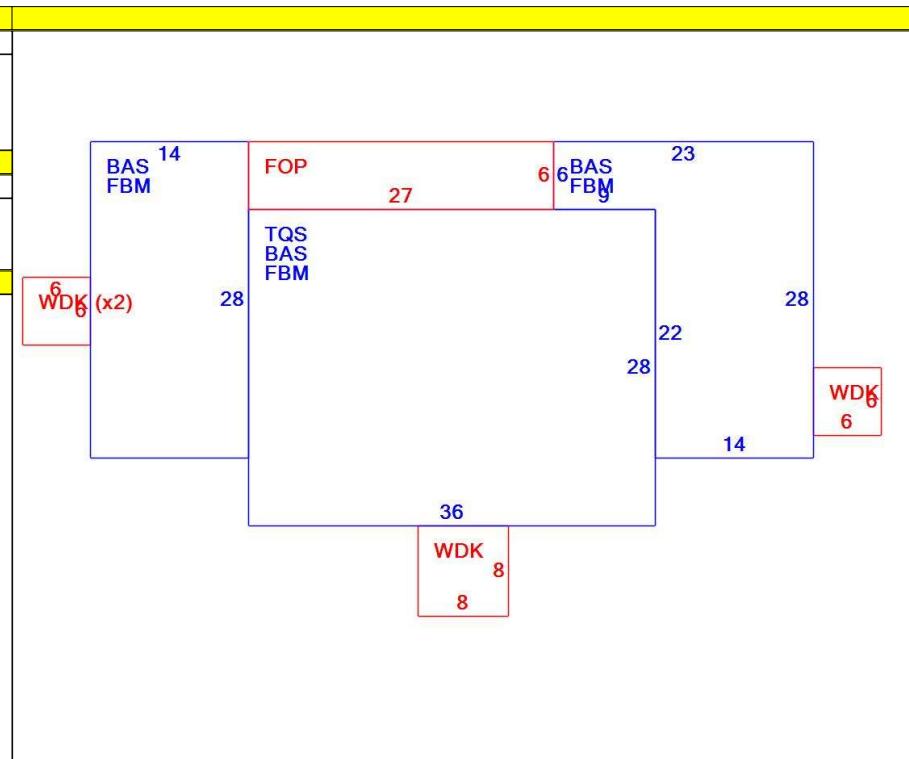 14
BAS
FBM
FOP
27
6
6
BAS
FBM
9
23
TQS
BAS
FBM
28
6
WDK (x2)
6
22
28
28
WDK
6
6
14
36
WDK
8
8